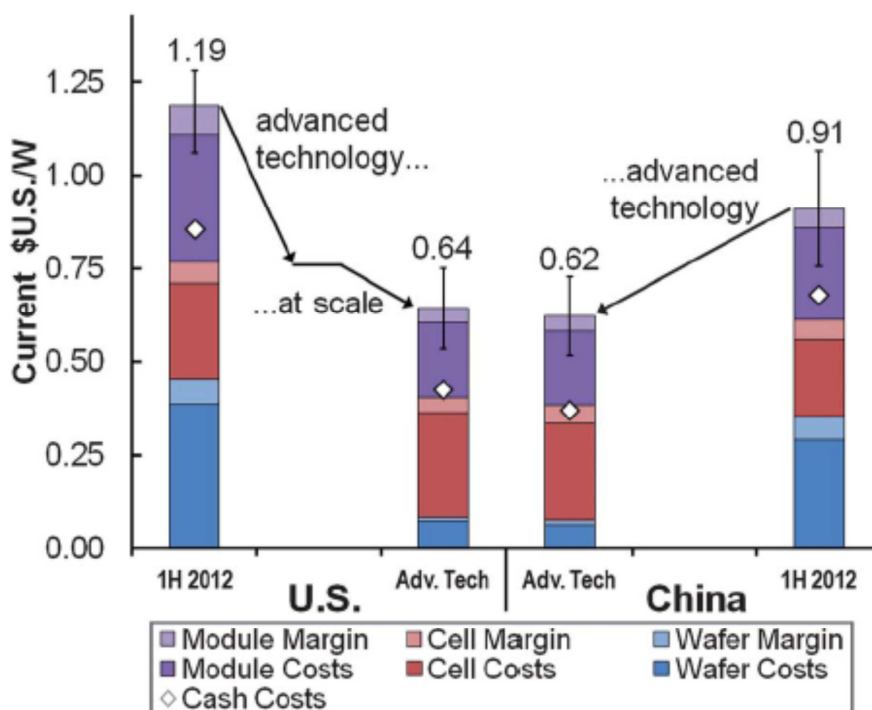 Current $U.S./W
1.25
1.00
0.75
0.50
0.25
0.00
1.19
advanced
technology...
...at scale
0.64
0.62
...advanced
technology
0.91
1H 2012
Adv. Tech
Adv. Tech
1H 2012
U.S.
China
Module Margin
Cell Margin
Wafer Margin
Module Costs
Cell Costs
Wafer Costs
Cash Costs